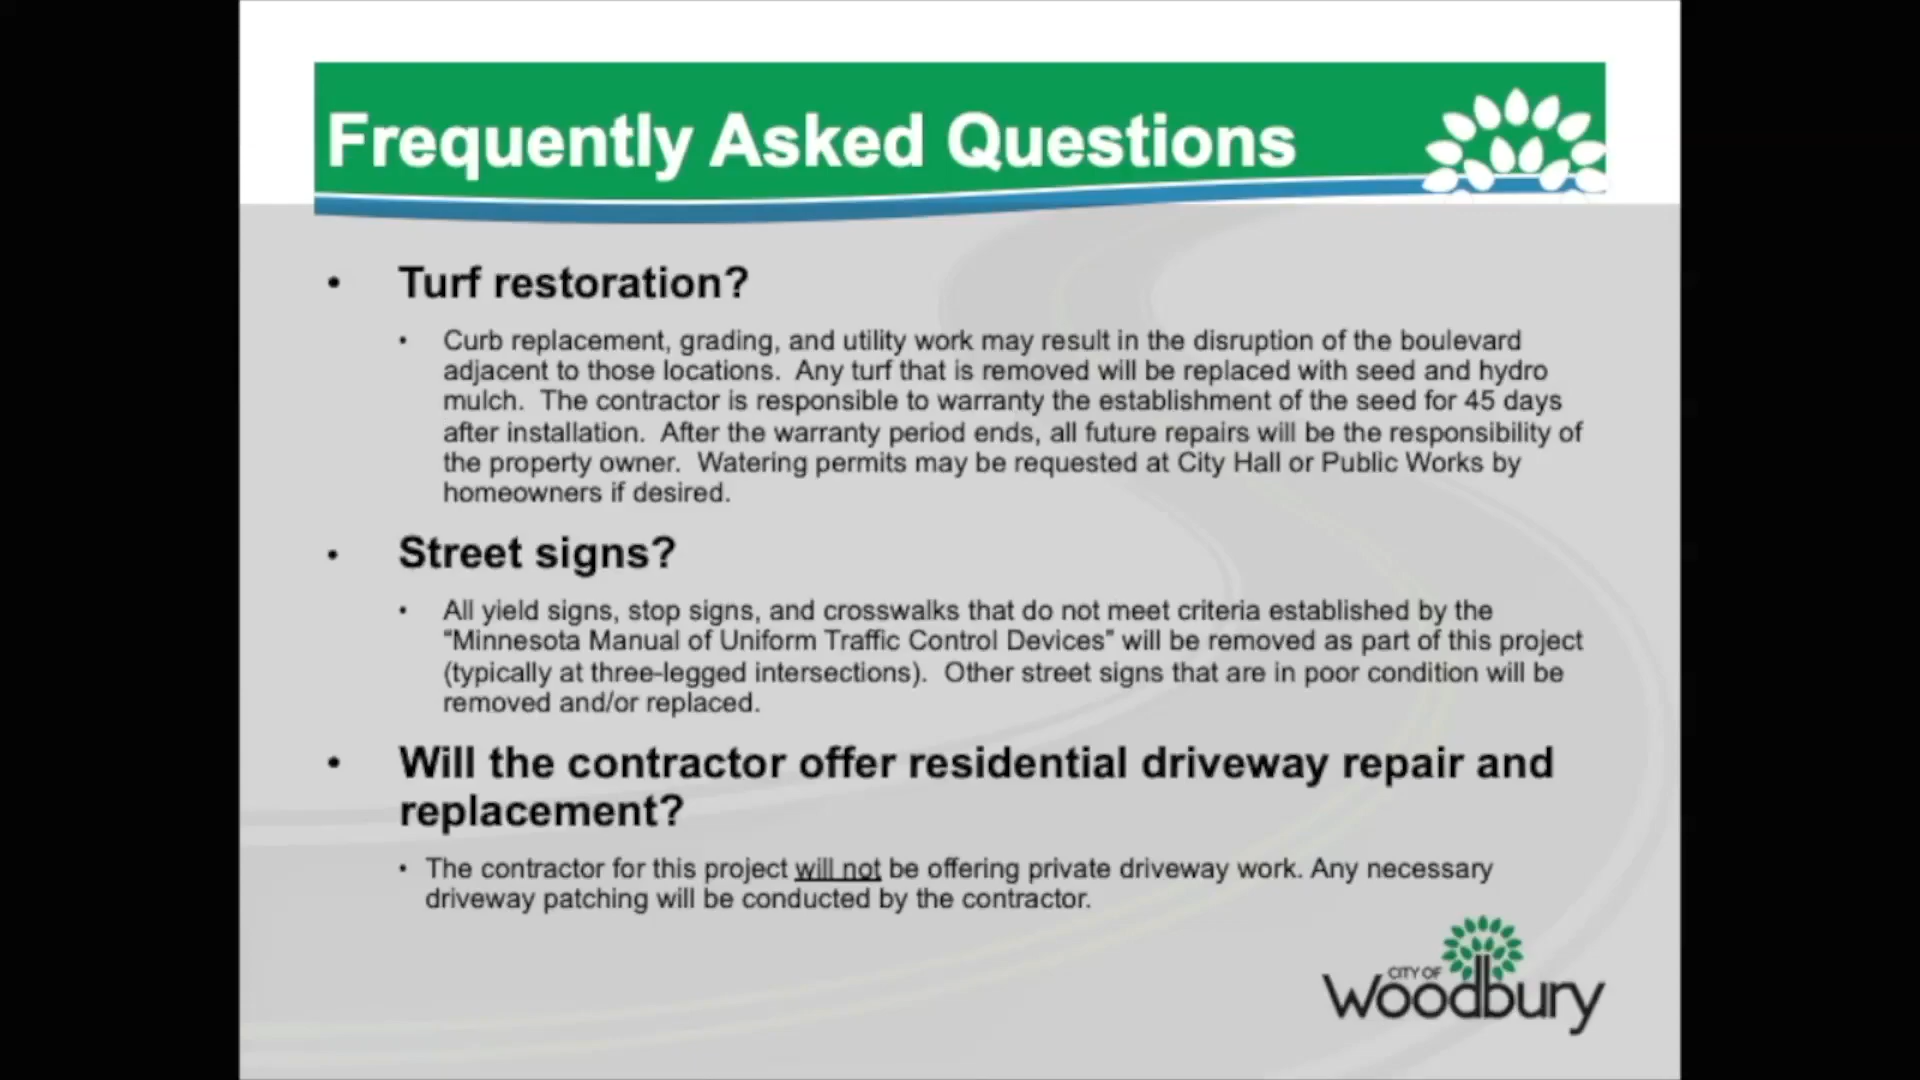 Frequently Asked Questions
• Turf restoration?
• Curb replacement, grading, and utility work may result in the disruption of the boulevard
adjacent to those locations.  Any turf that is removed will be replaced with seed and hydro
mulch.  The contractor is responsible to warranty the establishment of the seed for 45 days
after installation.  After the warranty period ends, all future repairs will be the responsibility of
the property owner.  Watering permits may be requested at City Hall or Public Works by
homeowners if desired.
• Street signs?
• All yield signs, stop signs, and crosswalks that do not meet criteria established by the
“Minnesota Manual of Uniform Traffic Control Devices” will be removed as part of this project
(typically at three-legged intersections).  Other street signs that are in poor condition will be
removed and/or replaced.
• Will the contractor offer residential driveway repair and
replacement?
• The contractor for this project will not be offering private driveway work. Any necessary
driveway patching will be conducted by the contractor.
CITY OF
Woodbury